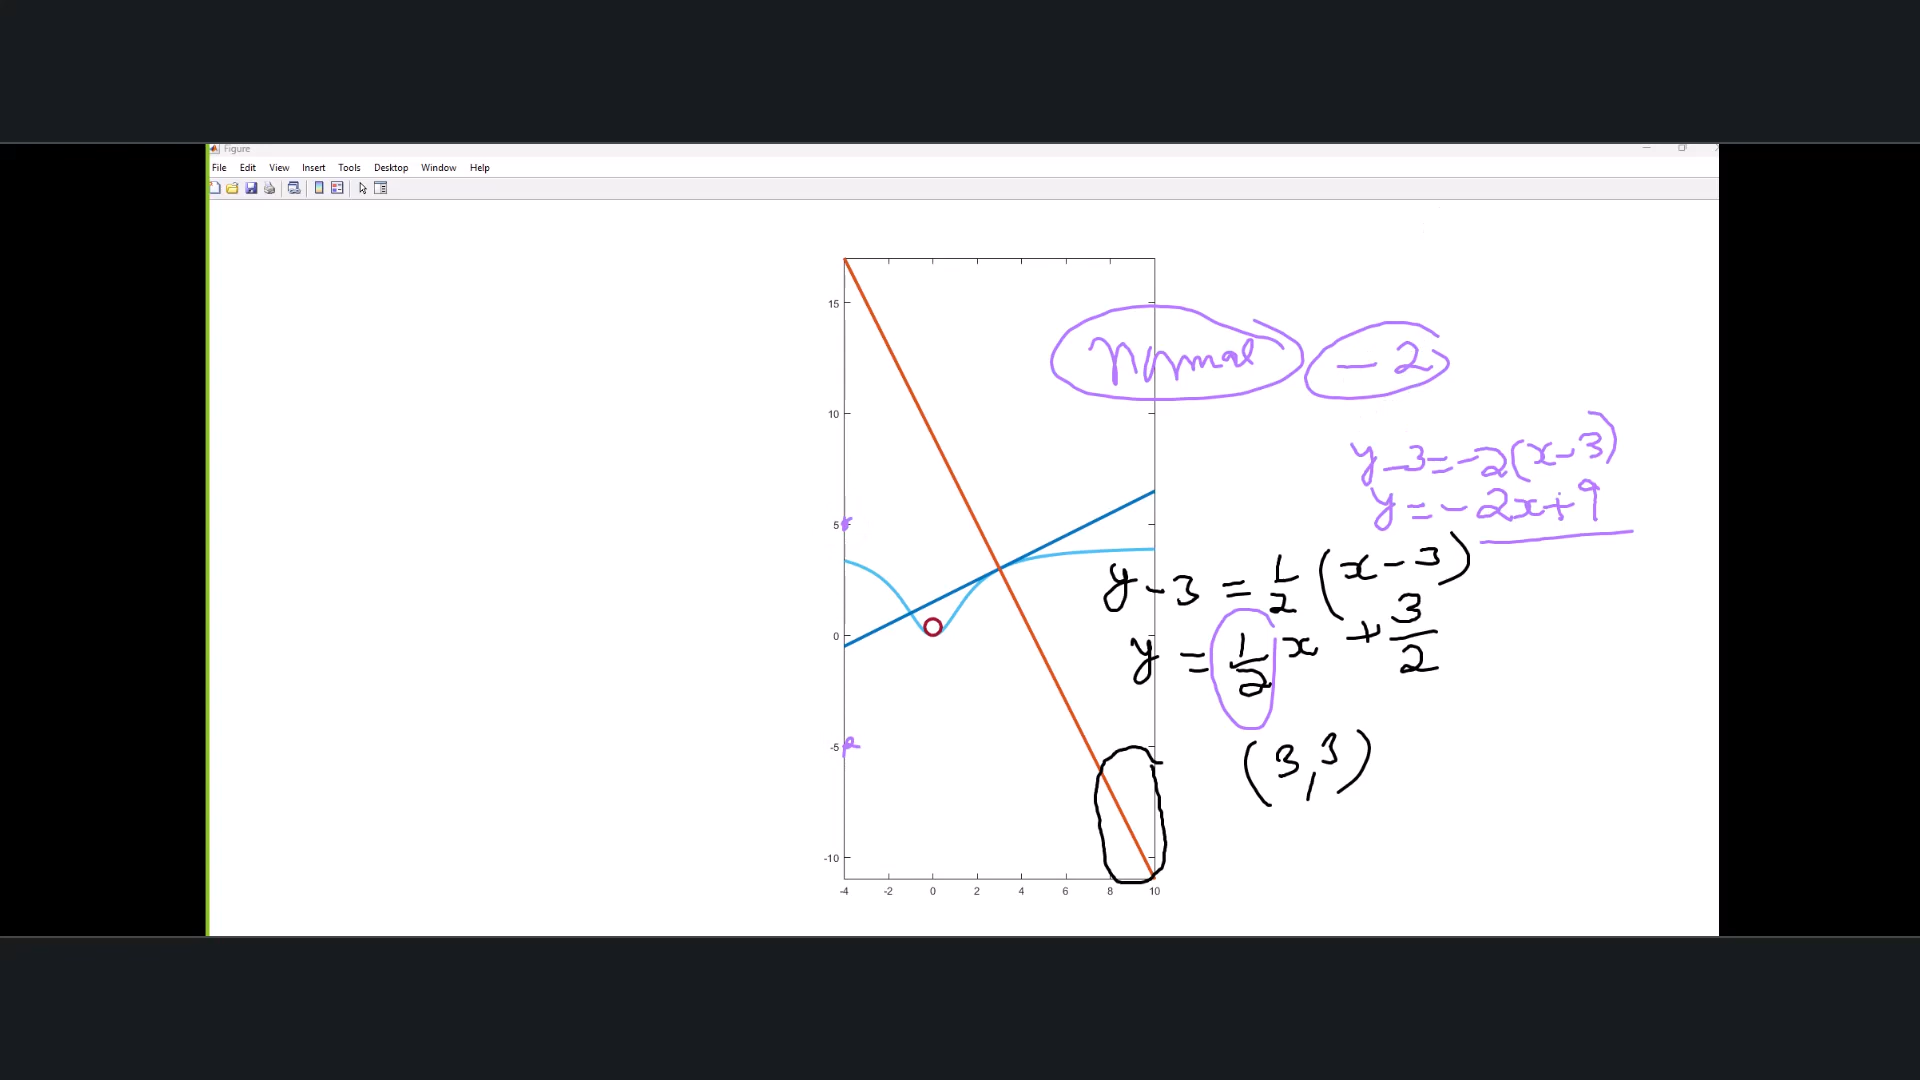 Figure
File Edit View Insert Tools Desktop Window Help
15
10
5
0
-5
-10
-4 -2 0 2 4 6 8 10
Normal -2
y-3=-2(x-3)
y=-2x+9
y-3=1/2(x-3)
y=1/2x+3/2
(3,3)